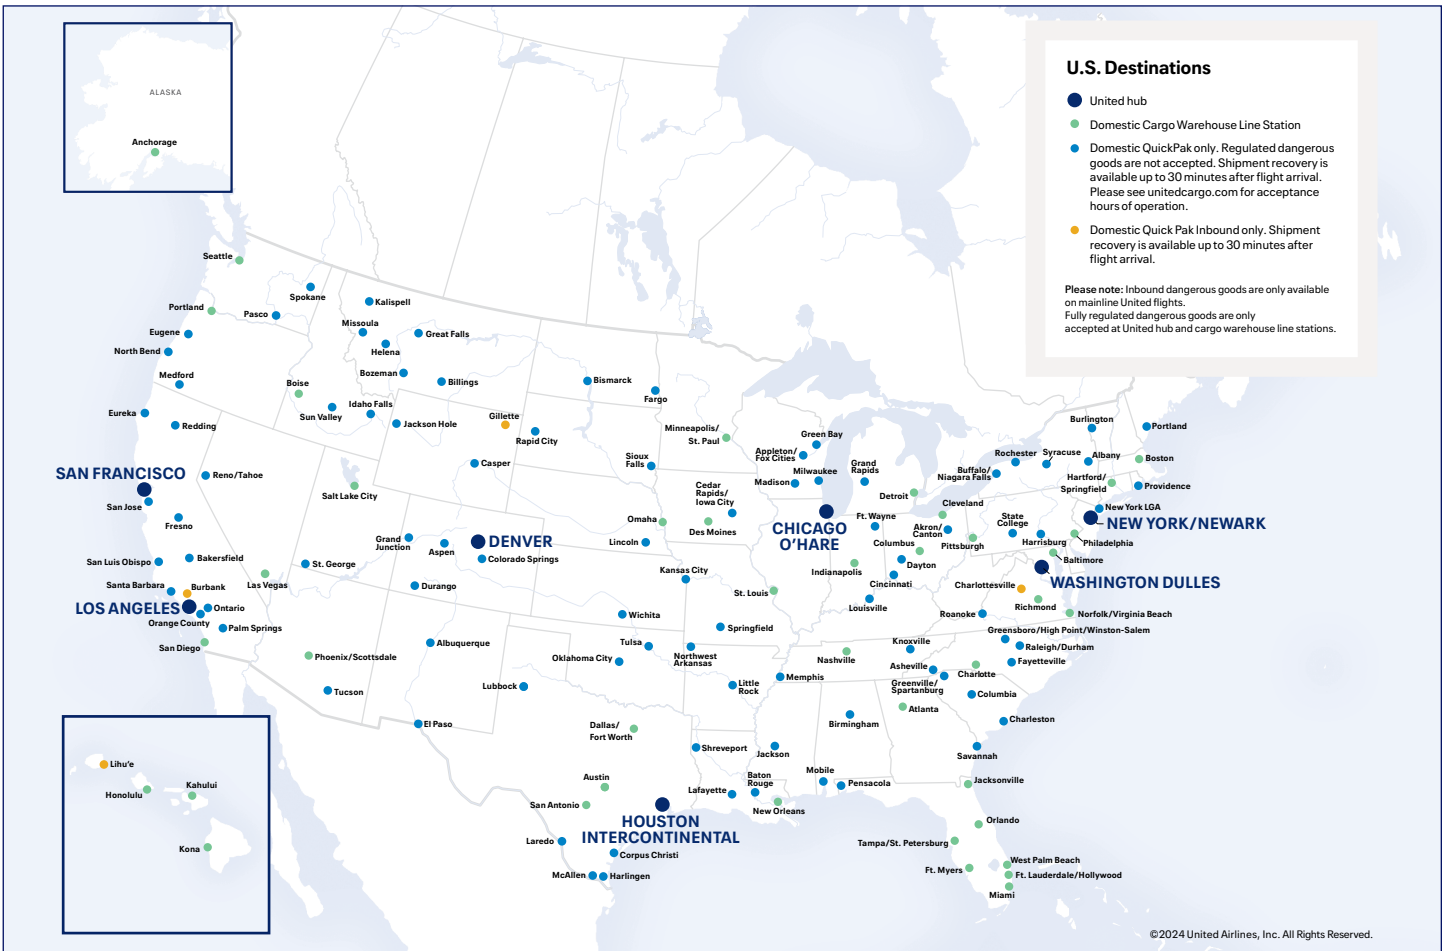 ALASKA
Anchorage
U.S. Destinations
United hub
Domestic Cargo Warehouse Line Station
Domestic QuickPak only. Regulated dangerous
goods are not accepted. Shipment recovery is
available up to 30 minutes after flight arrival.
Please see unitedcargo.com for acceptance
hours of operation.
Domestic Quick Pak Inbound only. Shipment
recovery is available up to 30 minutes after
flight arrival.
Please note: Inbound dangerous goods are only available
on mainline United flights.
Fully regulated dangerous goods are only
accepted at United hub and cargo warehouse line stations.
Seattle
Spokane
Kalispell
Portland
Pasco
Missoula
Great Falls
Eugene
Helena
North Bend
Medford
Bozeman
Billings
Boise
Bismarck
Fargo
Eureka
Sun Valley
Idaho Falls
Jackson Hole
Gillette
Rapid City
Redding
Minneapolis/
St. Paul
Green Bay
Appleton/
Fox Cities
Burlington
Portland
SAN FRANCISCO
Reno/Tahoe
Casper
Sioux
Falls
Madison
Milwaukee
Grand
Rapids
Rochester
Syracuse
Albany
Boston
Buffalo/
Niagara Falls
Hartford/
Springfield
Providence
San Jose
Salt Lake City
Cedar
Rapids/
Iowa City
Detroit
Cleveland
New York LGA
NEW YORK/NEWARK
Fresno
Omaha
Des Moines
CHICAGO
O'HARE
Ft. Wayne
Akron/
Canton
State
College
Harrisburg
Philadelphia
Grand
Junction
Aspen
DENVER
Lincoln
Columbus
Pittsburgh
Baltimore
San Luis Obispo
Bakersfield
St. George
Colorado Springs
Indianapolis
Dayton
Cincinnati
WASHINGTON DULLES
Santa Barbara
Burbank
Las Vegas
Durango
Kansas City
St. Louis
Louisville
Charlottesville
Richmond
LOS ANGELES
Ontario
Orange County
Palm Springs
Wichita
Springfield
Roanoke
Norfolk/Virginia Beach
San Diego
Phoenix/Scottsdale
Albuquerque
Tulsa
Oklahoma City
Northwest
Arkansas
Nashville
Knoxville
Greensboro/High Point/Winston-Salem
Raleigh/Durham
Fayetteville
Asheville
Charlotte
Greenville/
Spartanburg
Tucson
Lubbock
Little
Rock
Memphis
Columbia
Atlanta
El Paso
Dallas/
Fort Worth
Birmingham
Charleston
Shreveport
Jackson
Savannah
Lihu'e
Honolulu
Kahului
Kona
Austin
San Antonio
Lafayette
Baton
Rouge
New Orleans
Mobile
Pensacola
Jacksonville
HOUSTON
INTERCONTINENTAL
Orlando
Laredo
Corpus Christi
Tampa/St. Petersburg
McAllen
Harlingen
Ft. Myers
West Palm Beach
Ft. Lauderdale/Hollywood
Miami
©2024 United Airlines, Inc. All Rights Reserved.